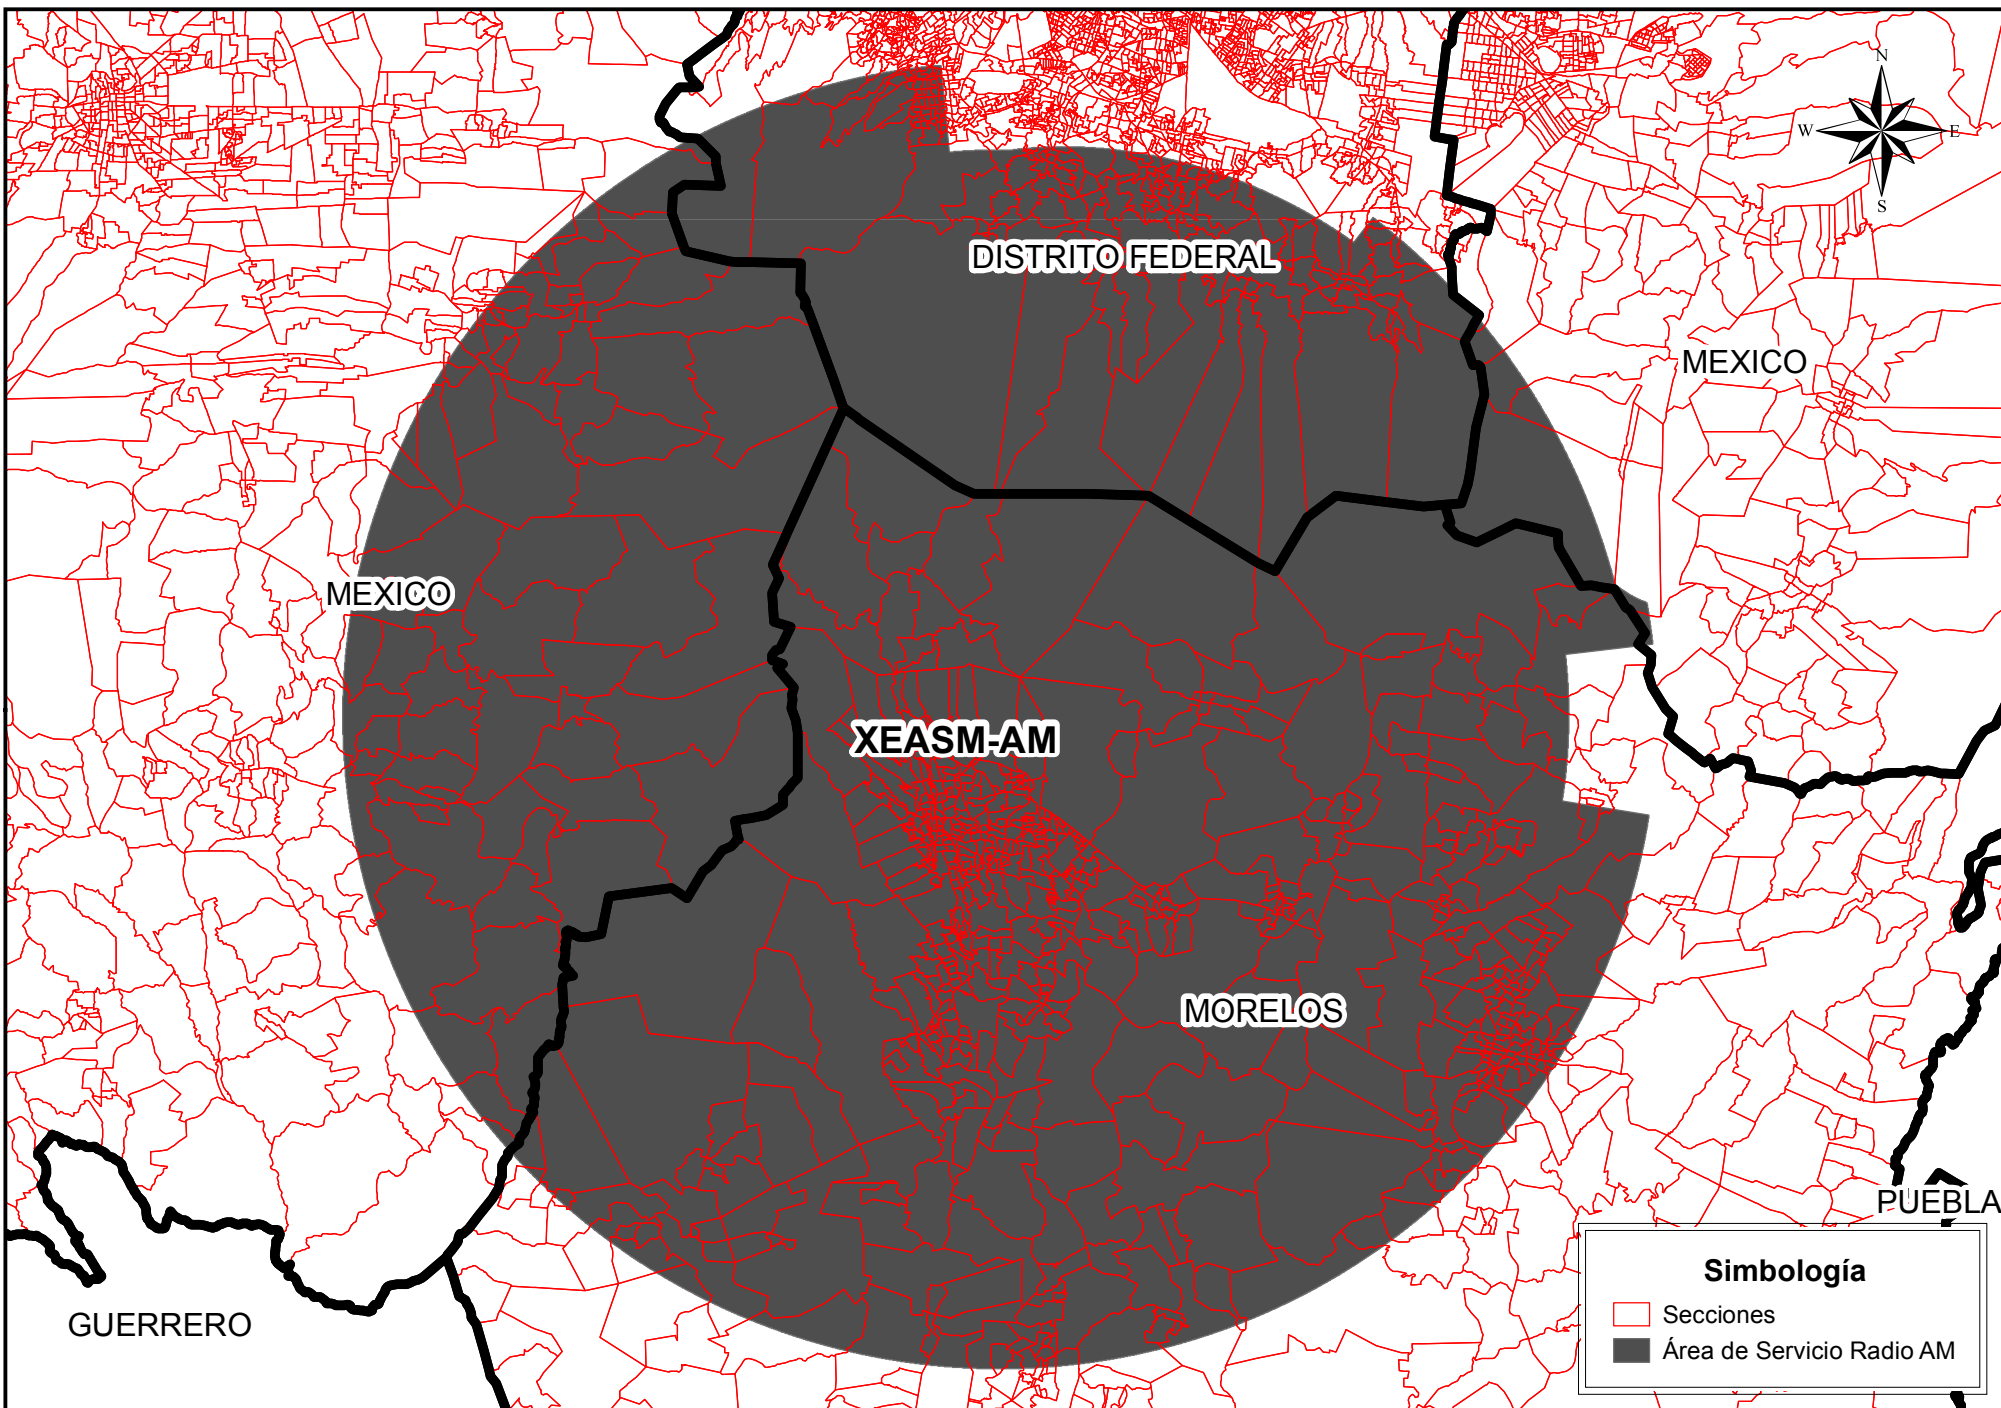 N
W E
S
DISTRITO FEDERAL
MEXICO
MEXICO
XEASM-AM
MORELOS
PUEBLA
GUERRERO
Simbología
Secciones
Área de Servicio Radio AM